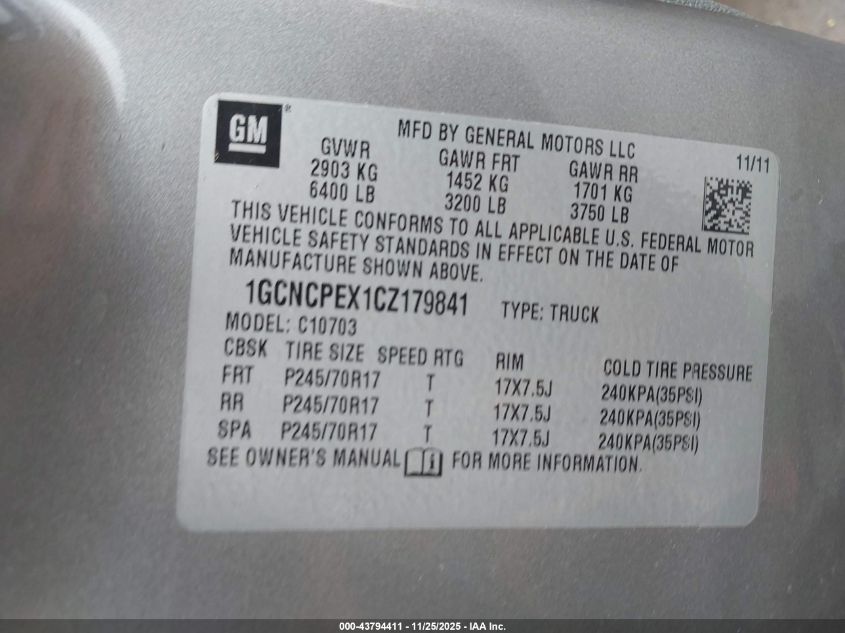 GM
MFD BY GENERAL MOTORS LLC
11/11
GVWR GAWR FRT GAWR RR
2903 KG 1452 KG 1701 KG
6400 LB 3200 LB 3750 LB
THIS VEHICLE CONFORMS TO ALL APPLICABLE U.S. FEDERAL MOTOR
VEHICLE SAFETY STANDARDS IN EFFECT ON THE DATE OF
MANUFACTURE SHOWN ABOVE.
1GCNCPEX1CZ179841 TYPE: TRUCK
MODEL: C10703
CBSK TIRE SIZE SPEED RTG RIM COLD TIRE PRESSURE
FRT P245/70R17 T 17X7.5J 240KPA(35PSI)
RR P245/70R17 T 17X7.5J 240KPA(35PSI)
SPA P245/70R17 T 17X7.5J 240KPA(35PSI)
SEE OWNER'S MANUAL i FOR MORE INFORMATION.
000-43794411 - 11/25/2025 - IAA Inc.